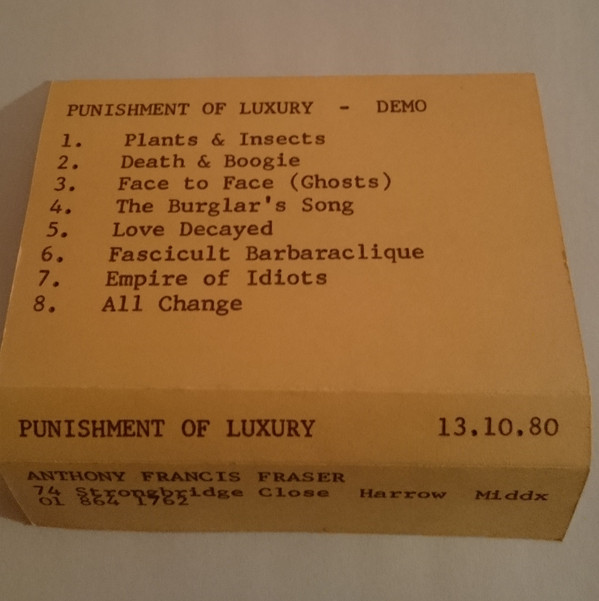 PUNISHMENT OF LUXURY - DEMO
1. Plants & Insects
2. Death & Boogie
3. Face to Face (Ghosts)
4. The Burglar's Song
5. Love Decayed
6. Fascicult Barbaraclique
7. Empire of Idiots
8. All Change
PUNISHMENT OF LUXURY 13.10.80
ANTHONY FRANCIS FRASER
74 Strongbridge Close Harrow Middx
01 864 1762